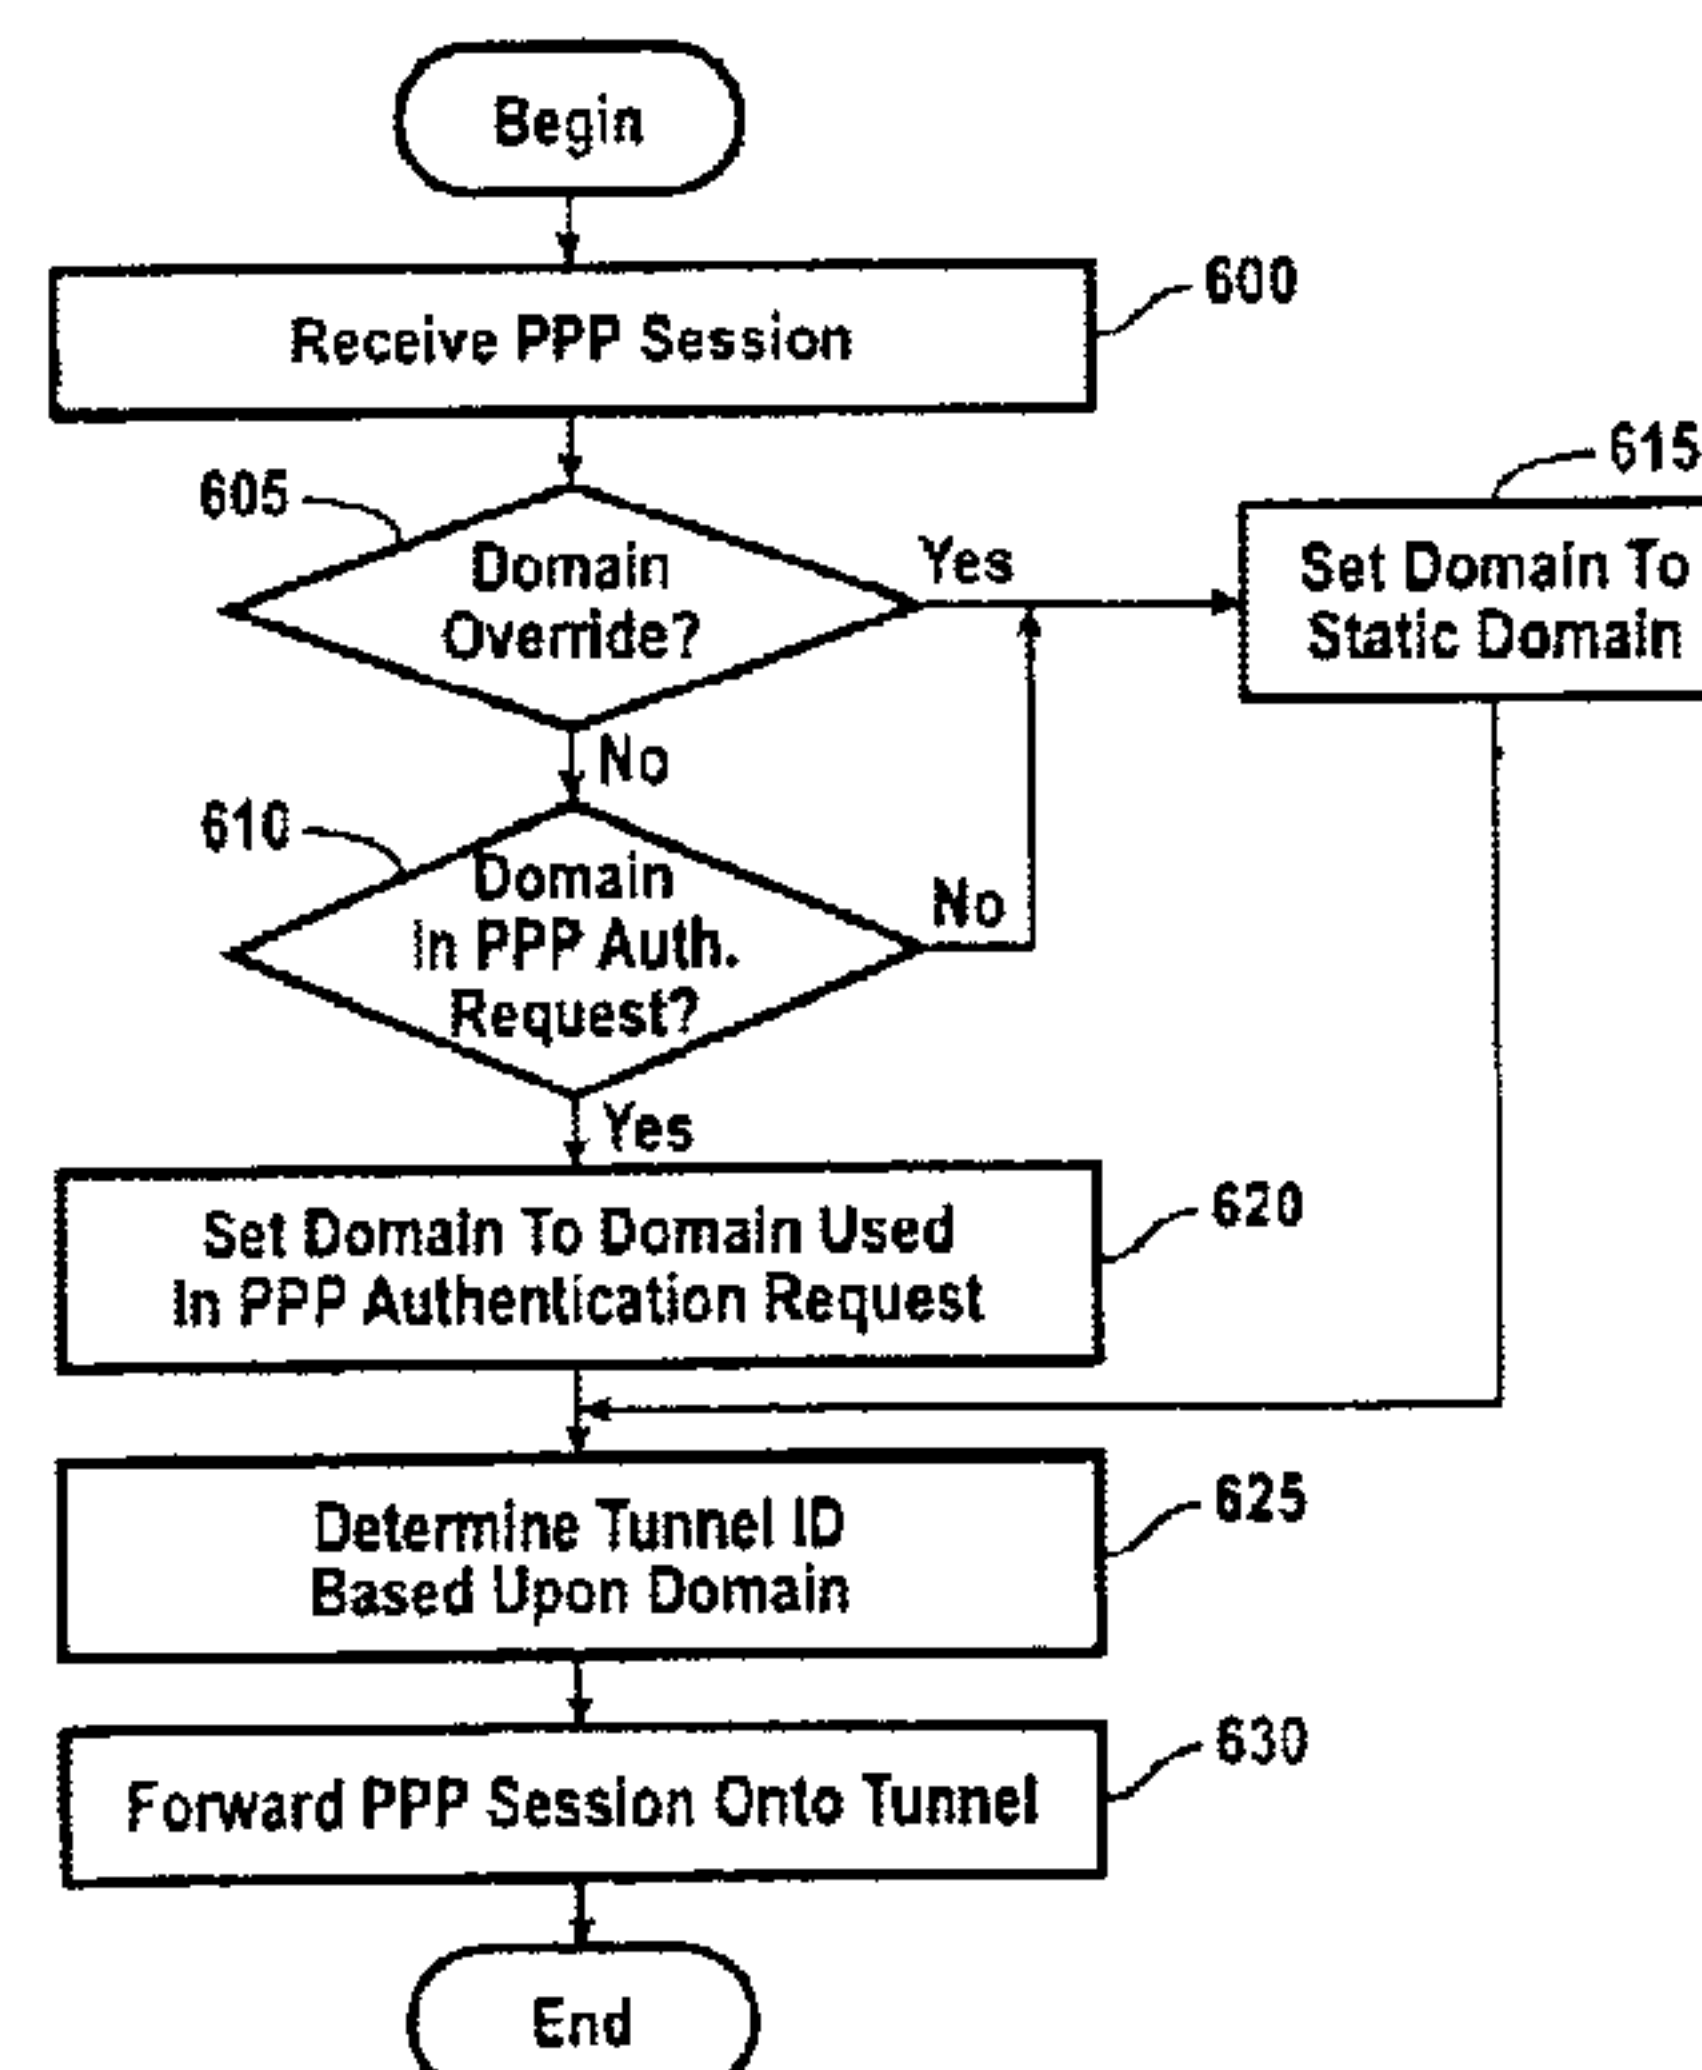 Begin
Receive PPP Session
600
605
Domain
Override?
Yes
615
Set Domain To
Static Domain
No
610
Domain
In PPP Auth.
Request?
No
Yes
Set Domain To Domain Used
In PPP Authentication Request
620
Determine Tunnel ID
Based Upon Domain
625
Forward PPP Session Onto Tunnel
630
End